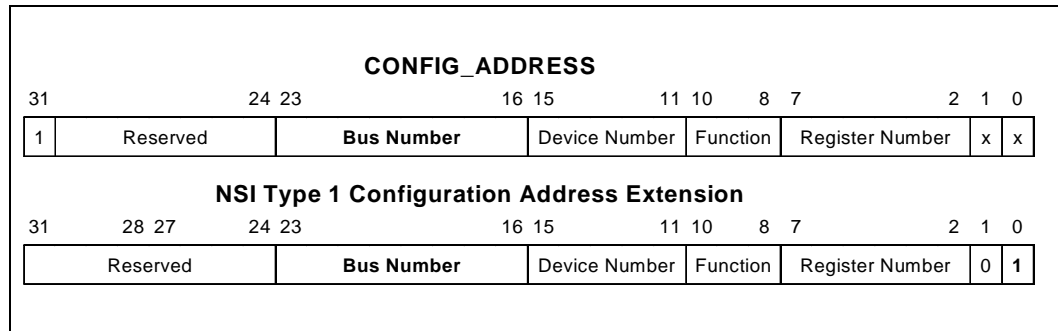 CONFIG_ADDRESS
31 24 23 16 15 11 10 8 7 2 1 0
1 Reserved Bus Number Device Number Function Register Number x x
NSI Type 1 Configuration Address Extension
31 28 27 24 23 16 15 11 10 8 7 2 1 0
Reserved Bus Number Device Number Function Register Number 0 1